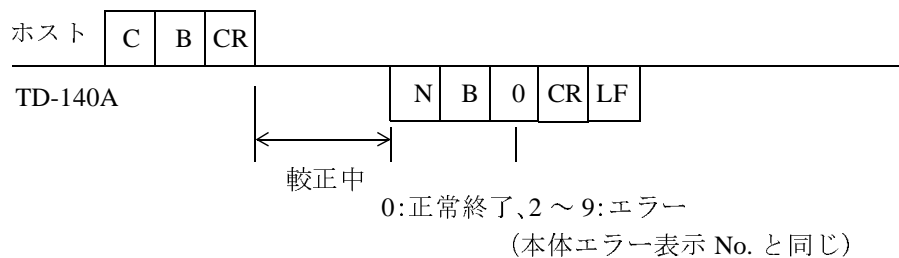 ホスト C B CR
TD-140A N B 0 CR LF
較正中
0:正常終了、2～9:エラー
（本体エラー表示 No. と同じ）